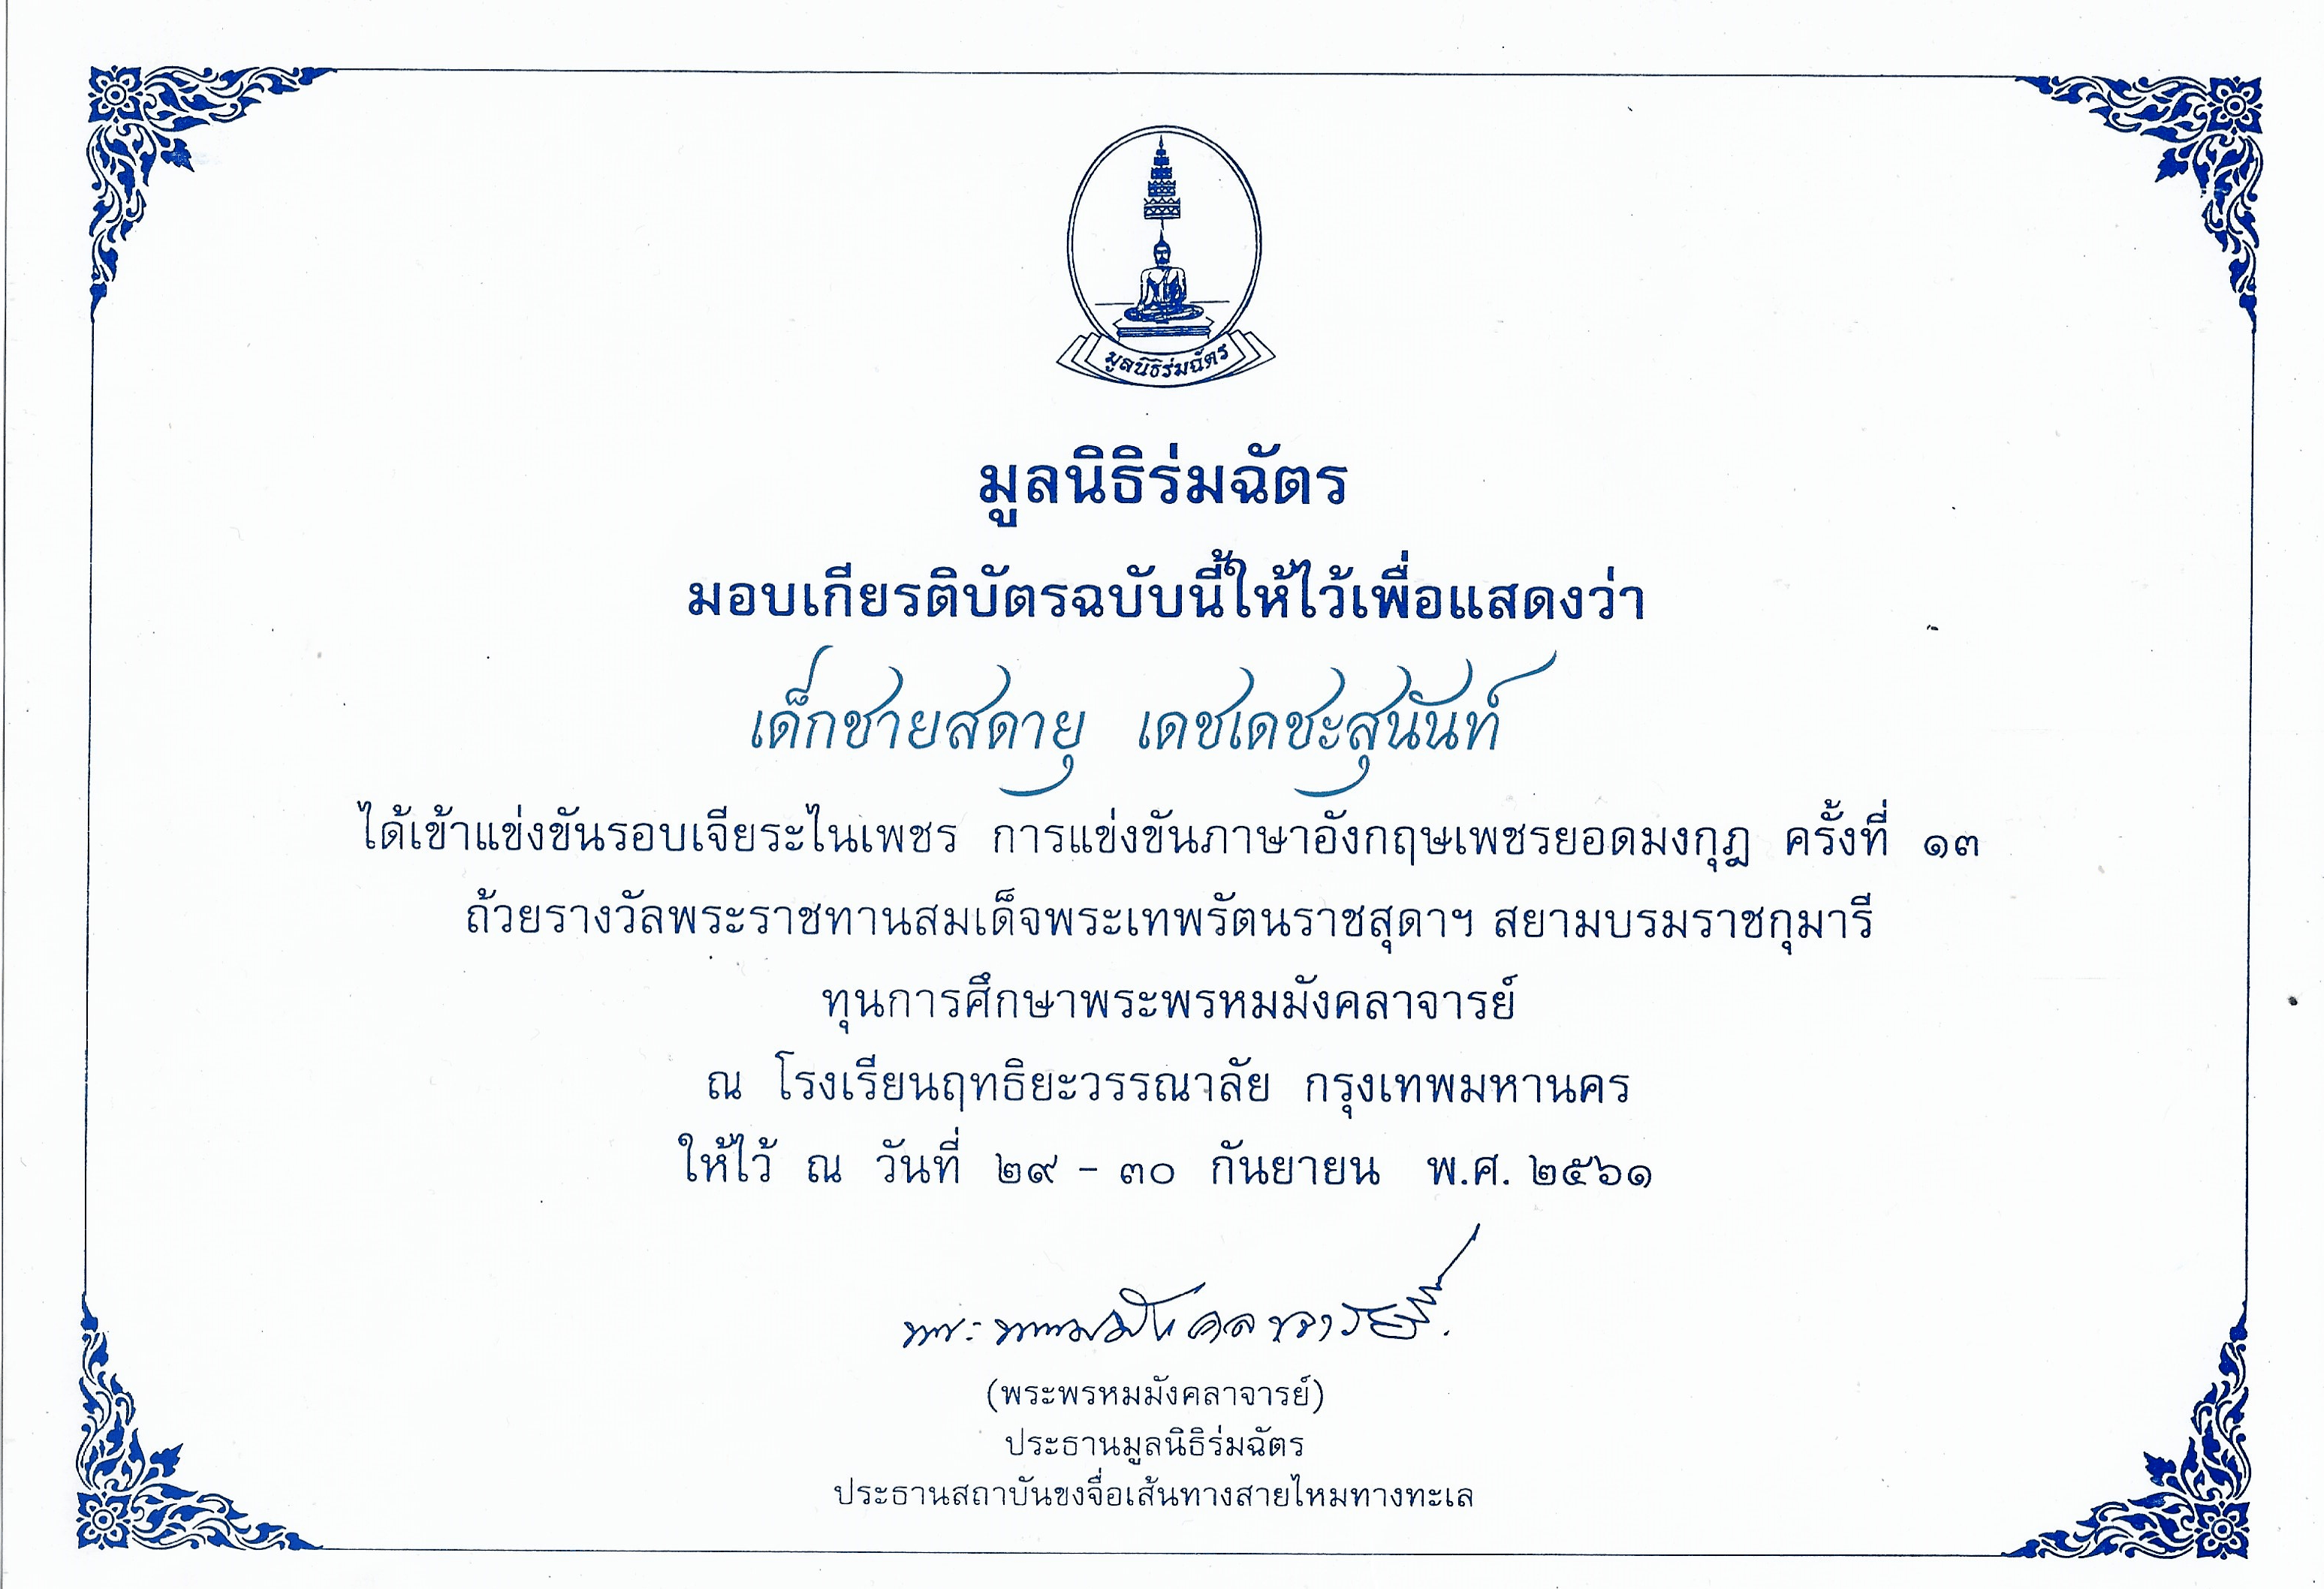 มูลนิธิร่มฉัตร
มูลนิธิร่มฉัตร
มอบเกียรติบัตรฉบับนี้ให้ไว้เพื่อแสดงว่า
เด็กชายสดายุ เดชเดชะสุนันท์
ได้เข้าแข่งขันรอบเจียระไนเพชร การแข่งขันภาษาอังกฤษเพชรยอดมงกุฎ ครั้งที่ ๑๓
ถ้วยรางวัลพระราชทานสมเด็จพระเทพรัตนราชสุดาฯ สยามบรมราชกุมารี
ทุนการศึกษาพระพรหมมังคลาจารย์
ณ โรงเรียนฤทธิยะวรรณาลัย กรุงเทพมหานคร
ให้ไว้ ณ วันที่ ๒๙ - ๓๐ กันยายน พ.ศ. ๒๕๖๑
พระพรหมมังคลาจารย์
(พระพรหมมังคลาจารย์)
ประธานมูลนิธิร่มฉัตร
ประธานสถาบันขงจื่อเส้นทางสายไหมทางทะเล